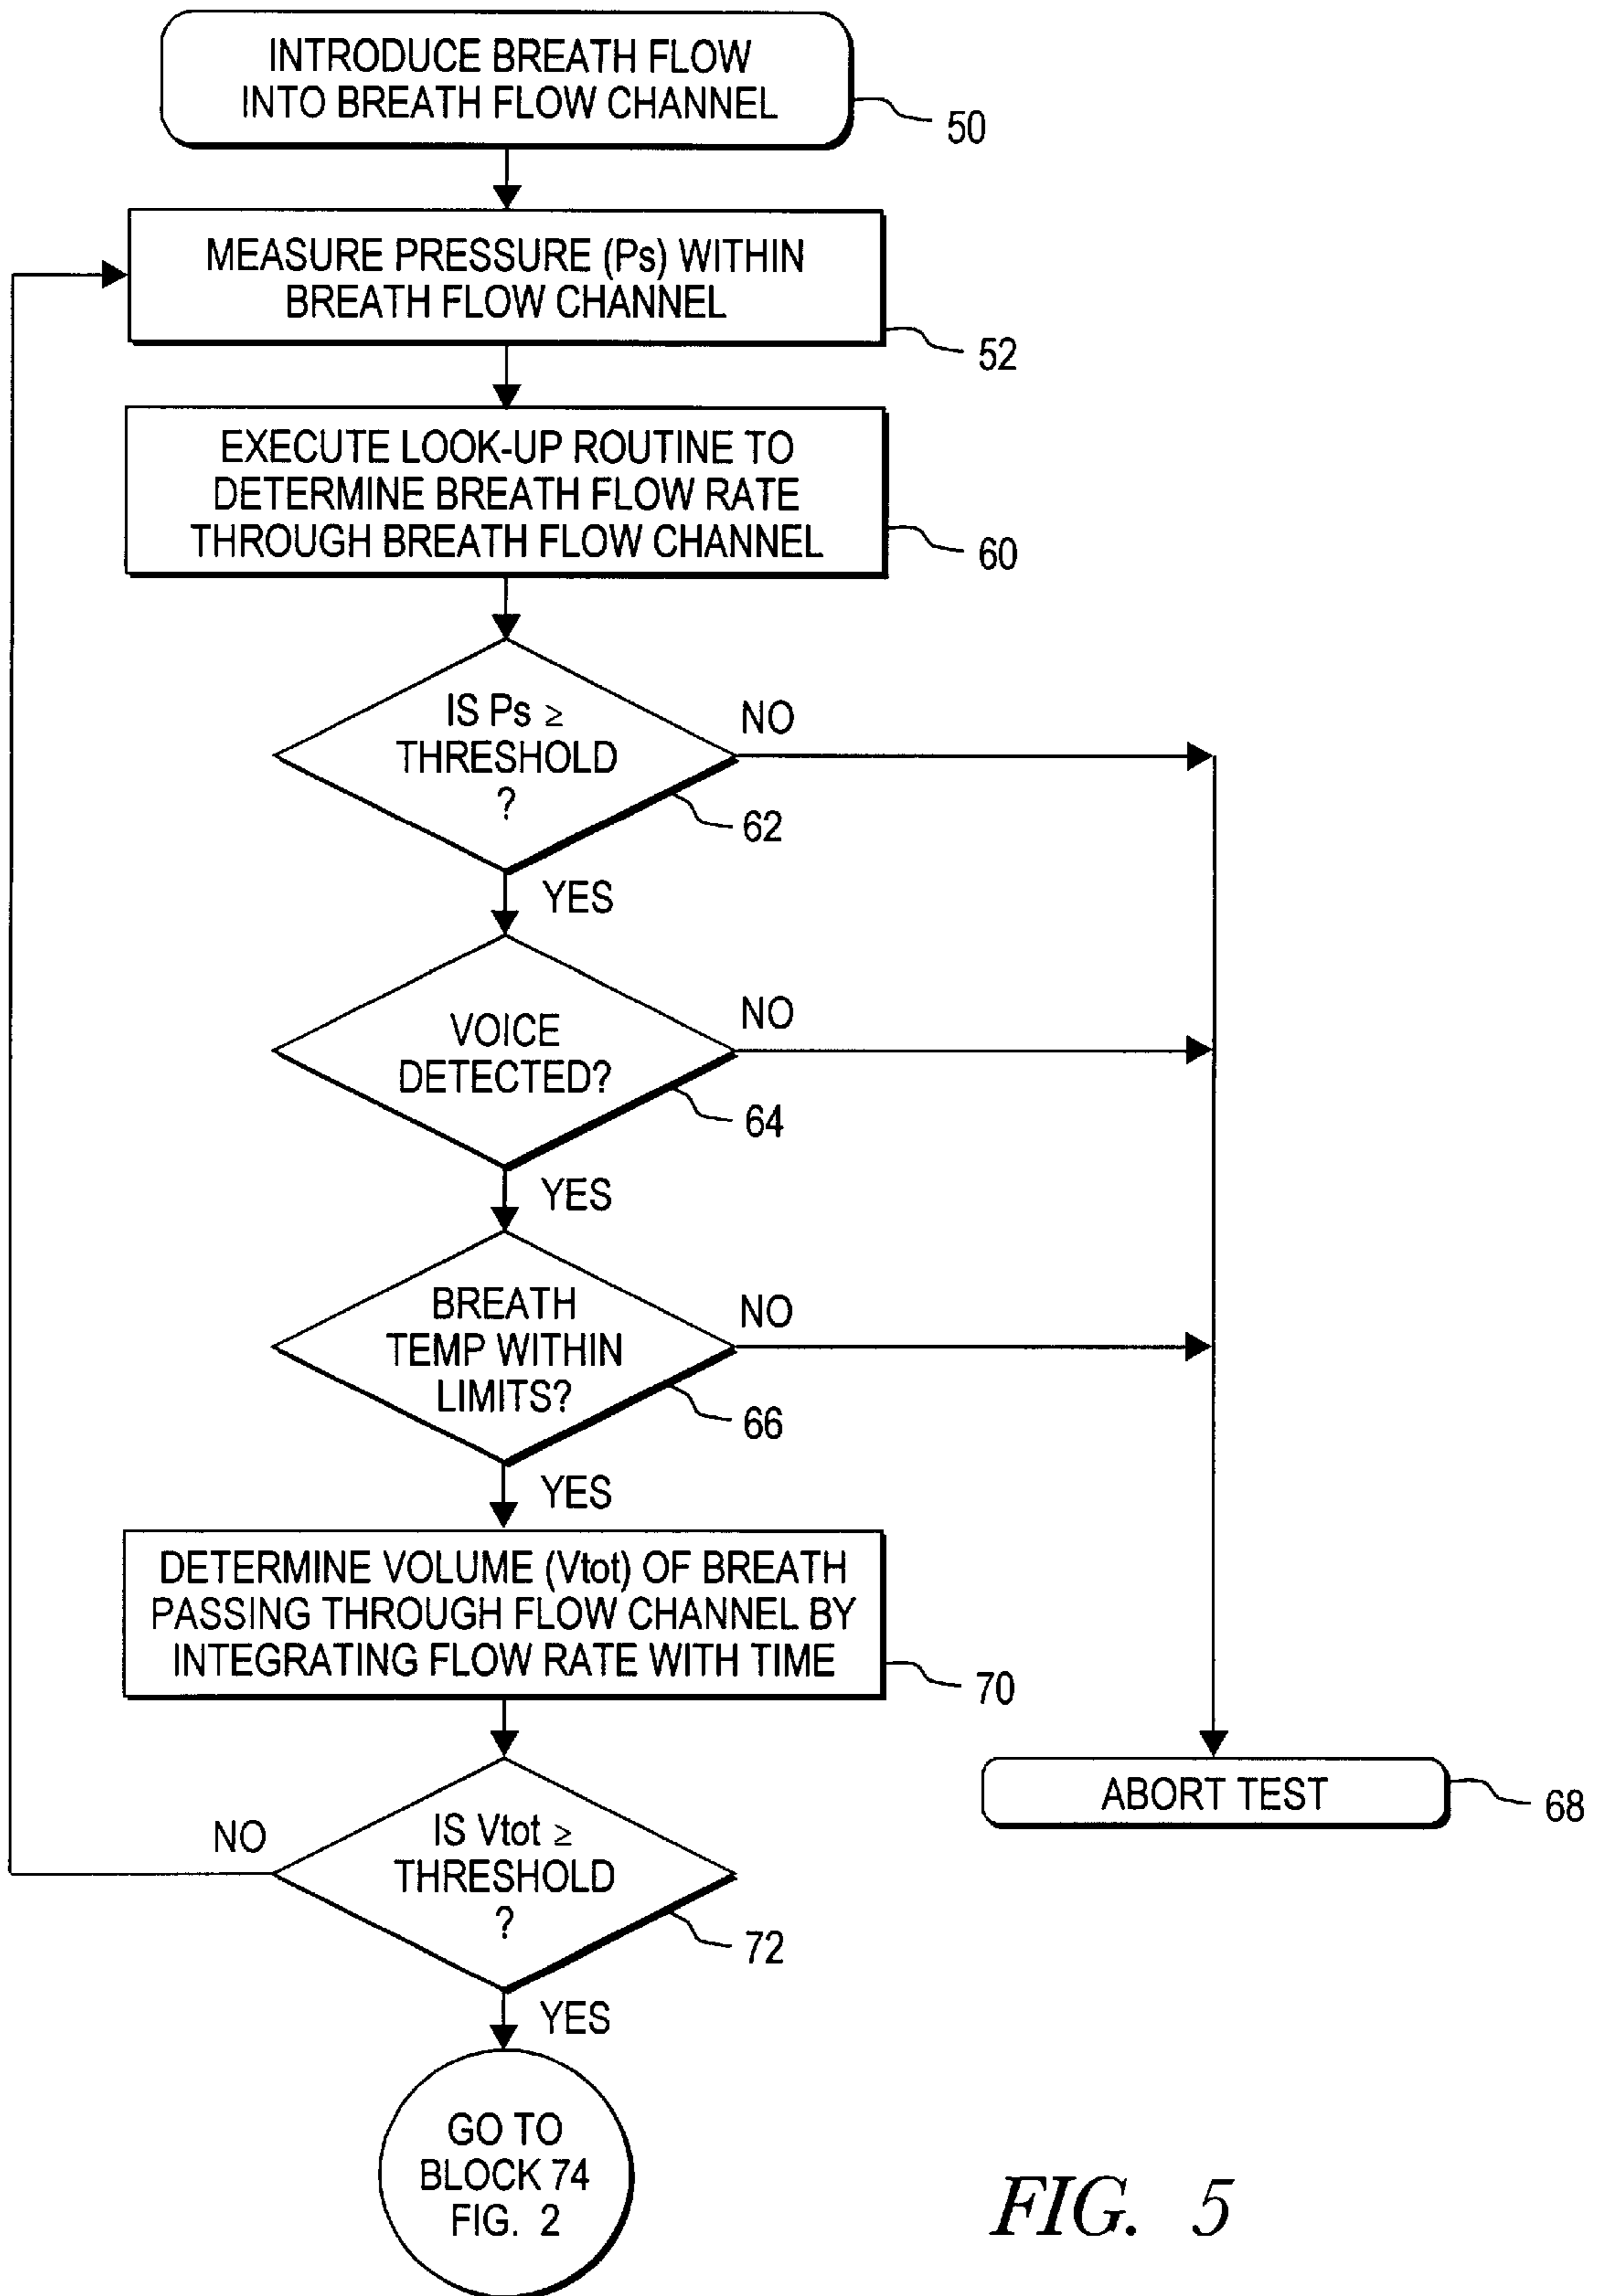 INTRODUCE BREATH FLOW
INTO BREATH FLOW CHANNEL
50
MEASURE PRESSURE (Ps) WITHIN
BREATH FLOW CHANNEL
52
EXECUTE LOOK-UP ROUTINE TO
DETERMINE BREATH FLOW RATE
THROUGH BREATH FLOW CHANNEL
60
IS Ps ≥
THRESHOLD
?
NO
62
YES
VOICE
DETECTED?
NO
64
YES
BREATH
TEMP WITHIN
LIMITS?
NO
66
YES
DETERMINE VOLUME (Vtot) OF BREATH
PASSING THROUGH FLOW CHANNEL BY
INTEGRATING FLOW RATE WITH TIME
70
ABORT TEST
68
NO
IS Vtot ≥
THRESHOLD
?
72
YES
GO TO
BLOCK 74
FIG. 2
FIG. 5